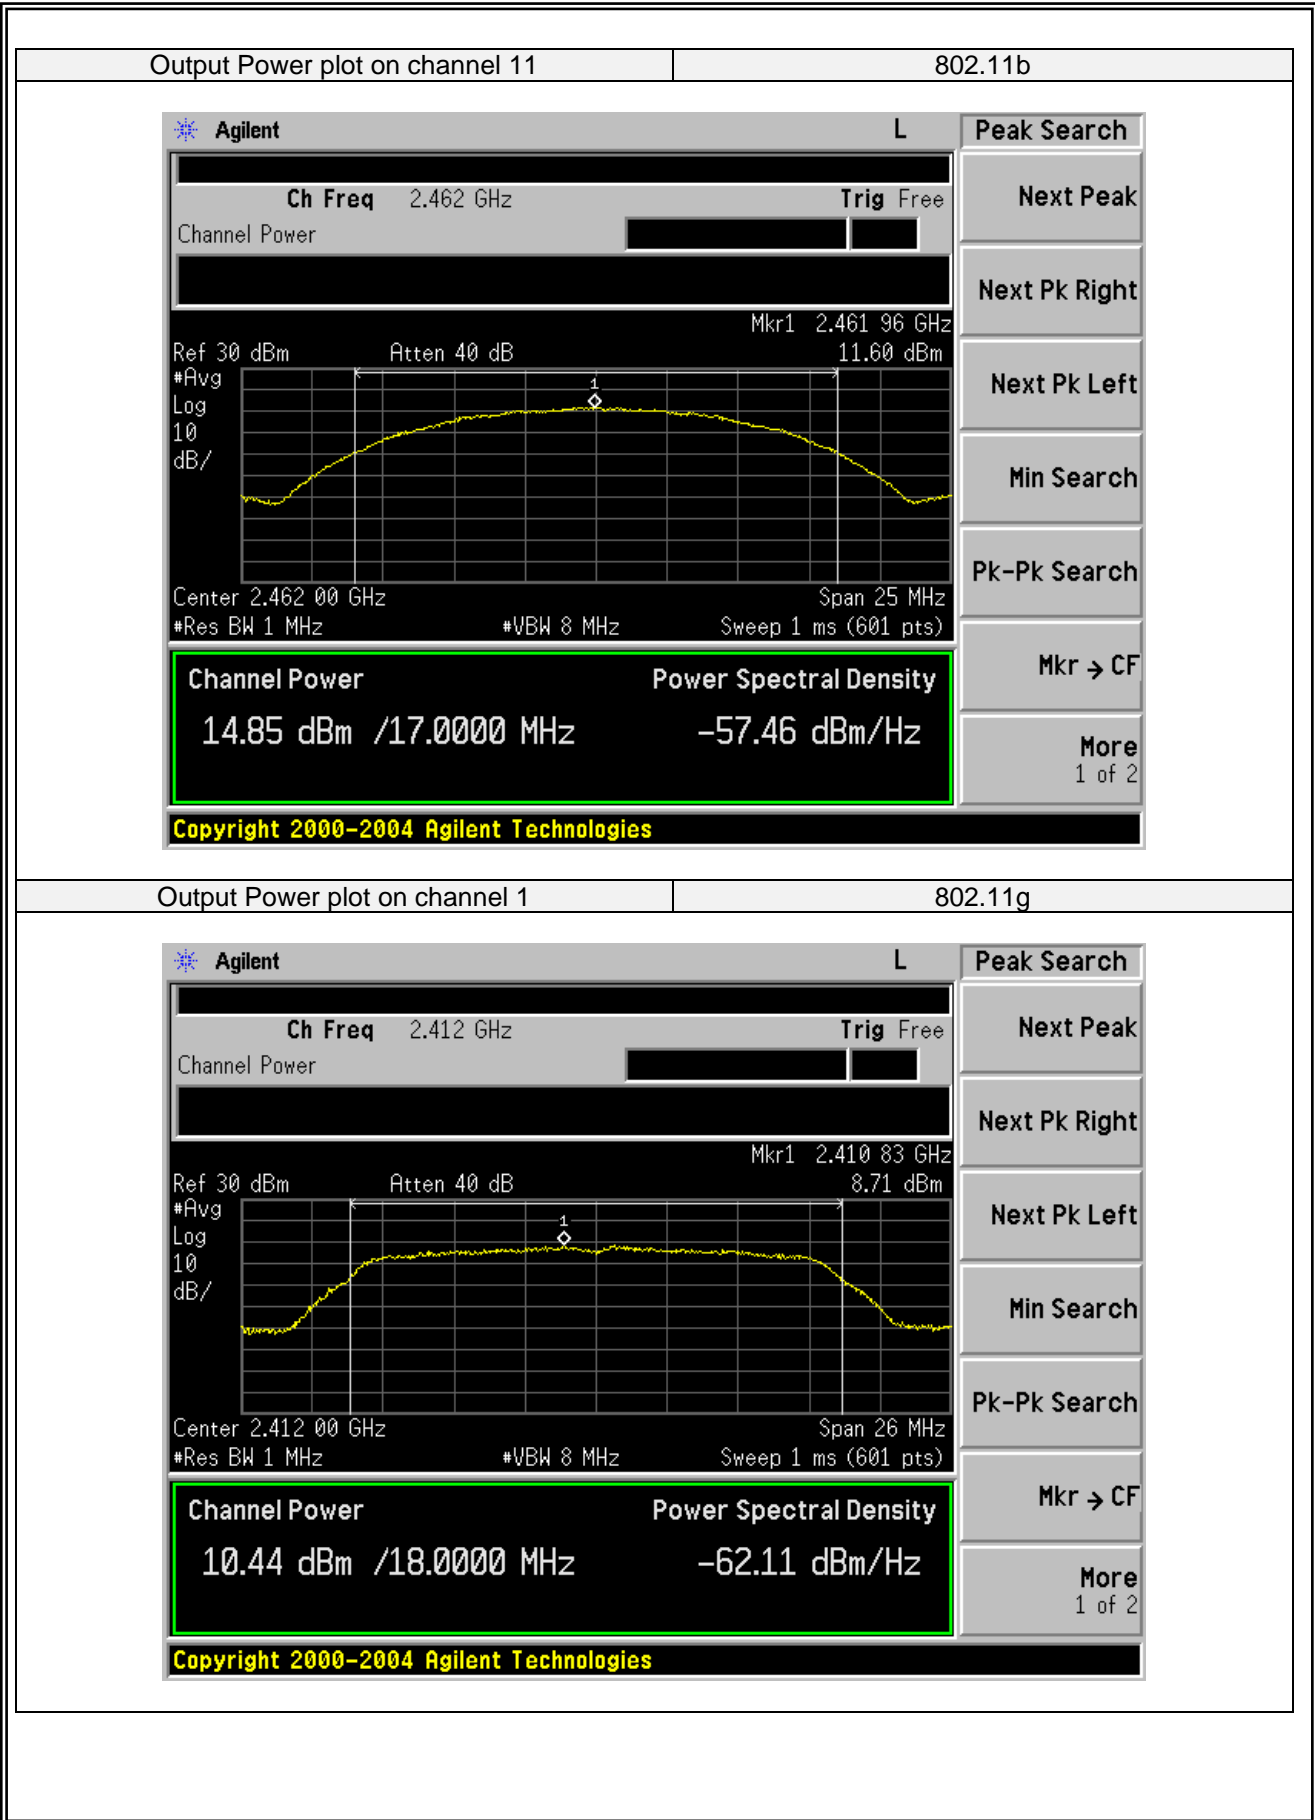 Output Power plot on channel 11 802.11b
Agilent L Peak Search
Ch Freq 2.462 GHz Trig Free
Channel Power
Next Peak
Next Pk Right
Next Pk Left
Min Search
Pk-Pk Search
Mkr → CF
More
1 of 2
Mkr1 2.461 96 GHz
Ref 30 dBm Atten 40 dB 11.60 dBm
#Avg
Log
10
dB/
1
Center 2.462 00 GHz Span 25 MHz
#Res BW 1 MHz #VBW 8 MHz Sweep 1 ms (601 pts)
Channel Power Power Spectral Density
14.85 dBm /17.0000 MHz -57.46 dBm/Hz
Copyright 2000-2004 Agilent Technologies
Output Power plot on channel 1 802.11g
Agilent L Peak Search
Ch Freq 2.412 GHz Trig Free
Channel Power
Next Peak
Next Pk Right
Next Pk Left
Min Search
Pk-Pk Search
Mkr → CF
More
1 of 2
Mkr1 2.410 83 GHz
Ref 30 dBm Atten 40 dB 8.71 dBm
#Avg
Log
10
dB/
1
Center 2.412 00 GHz Span 26 MHz
#Res BW 1 MHz #VBW 8 MHz Sweep 1 ms (601 pts)
Channel Power Power Spectral Density
10.44 dBm /18.0000 MHz -62.11 dBm/Hz
Copyright 2000-2004 Agilent Technologies